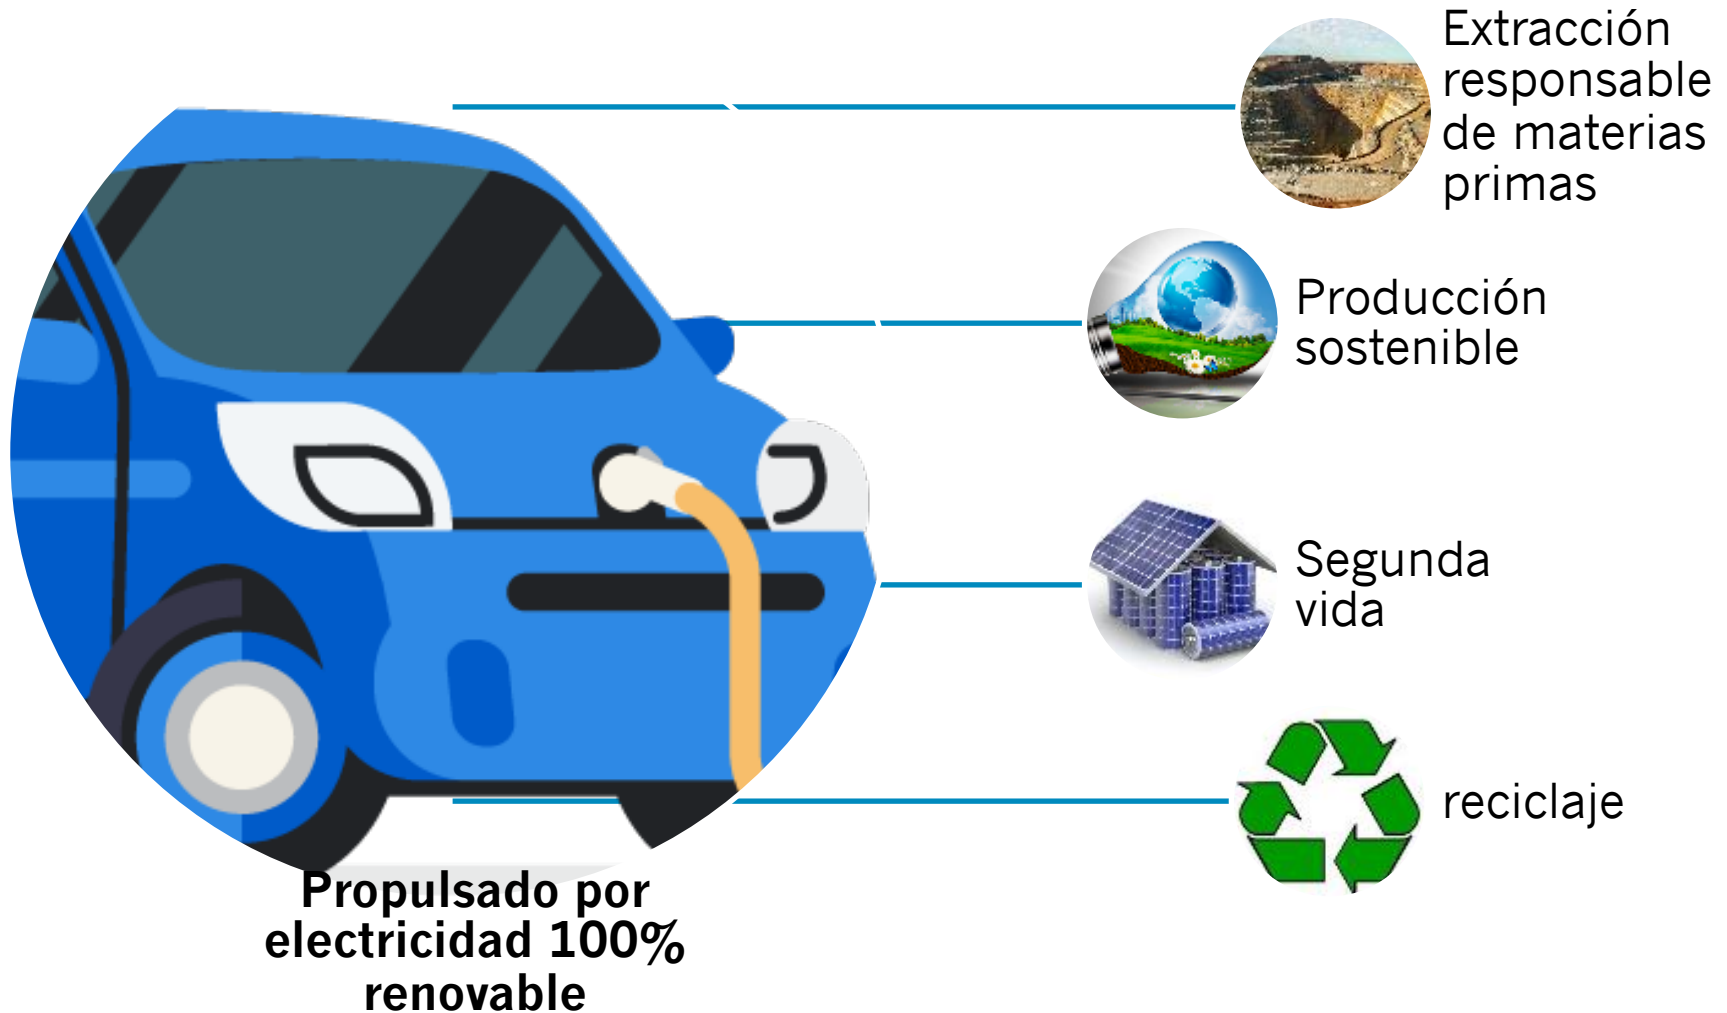 Extracción
responsable
de materias
primas
Producción
sostenible
Segunda
vida
reciclaje
Propulsado por
electricidad 100%
renovable